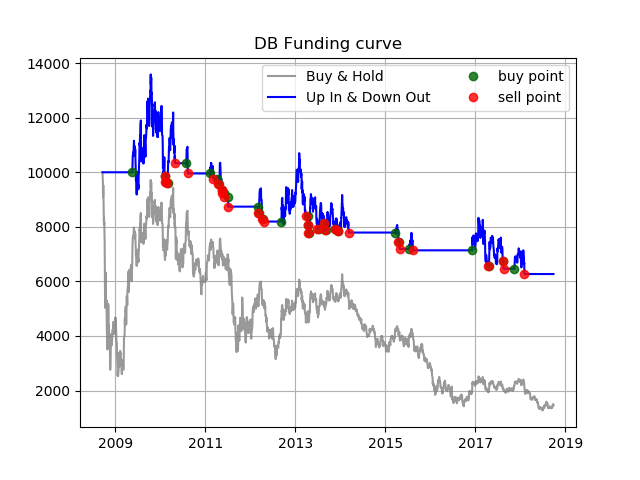 DB Funding curve
14000
12000
10000
8000
6000
4000
2000
Buy & Hold
Up In & Down Out
buy point
sell point
2009 2011 2013 2015 2017 2019